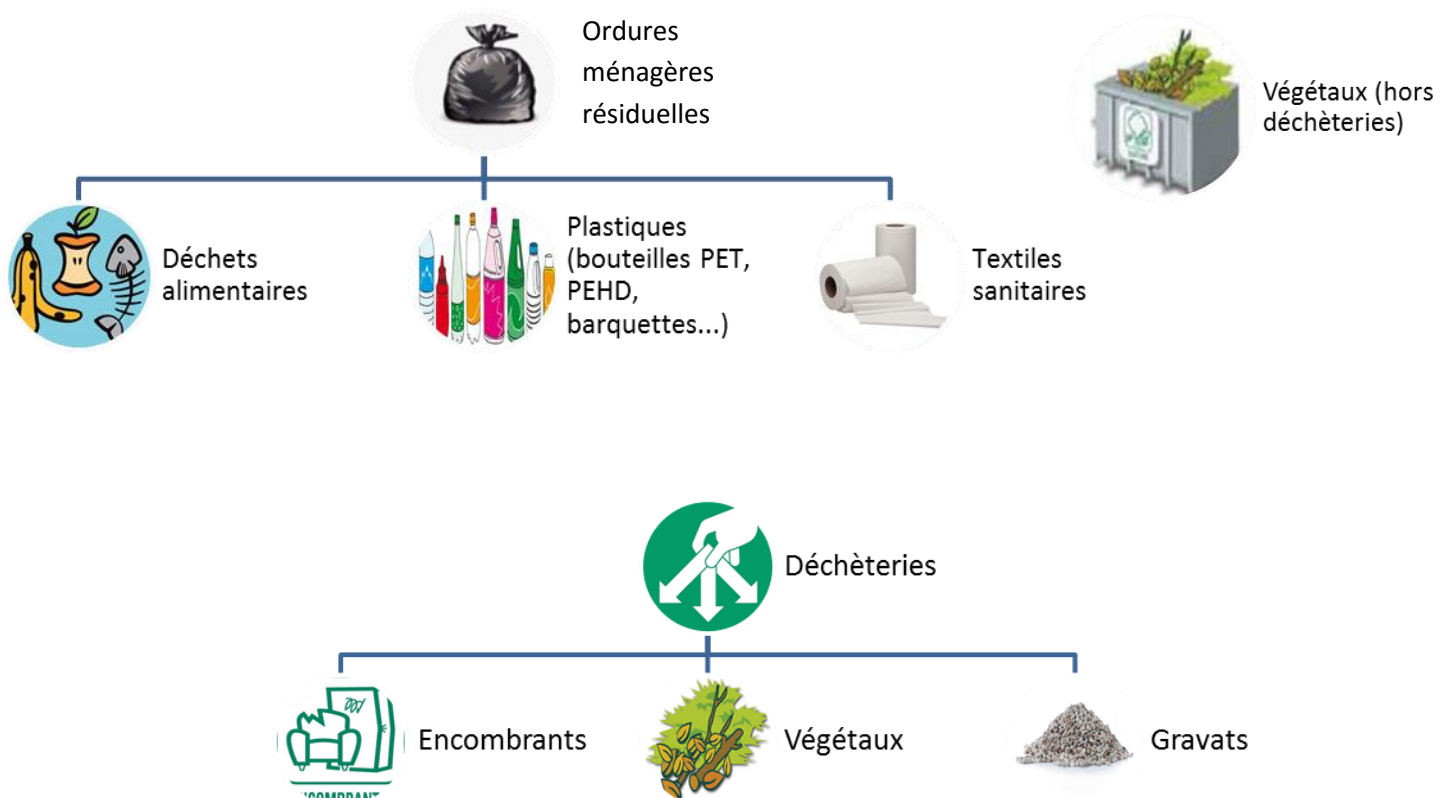 Ordures
ménagères
résiduelles
Végétaux (hors
déchèteries)
Déchets
alimentaires
Plastiques
(bouteilles PET,
PEHD,
barquettes...)
Textiles
sanitaires
Déchèteries
Encombrants
Végétaux
Gravats